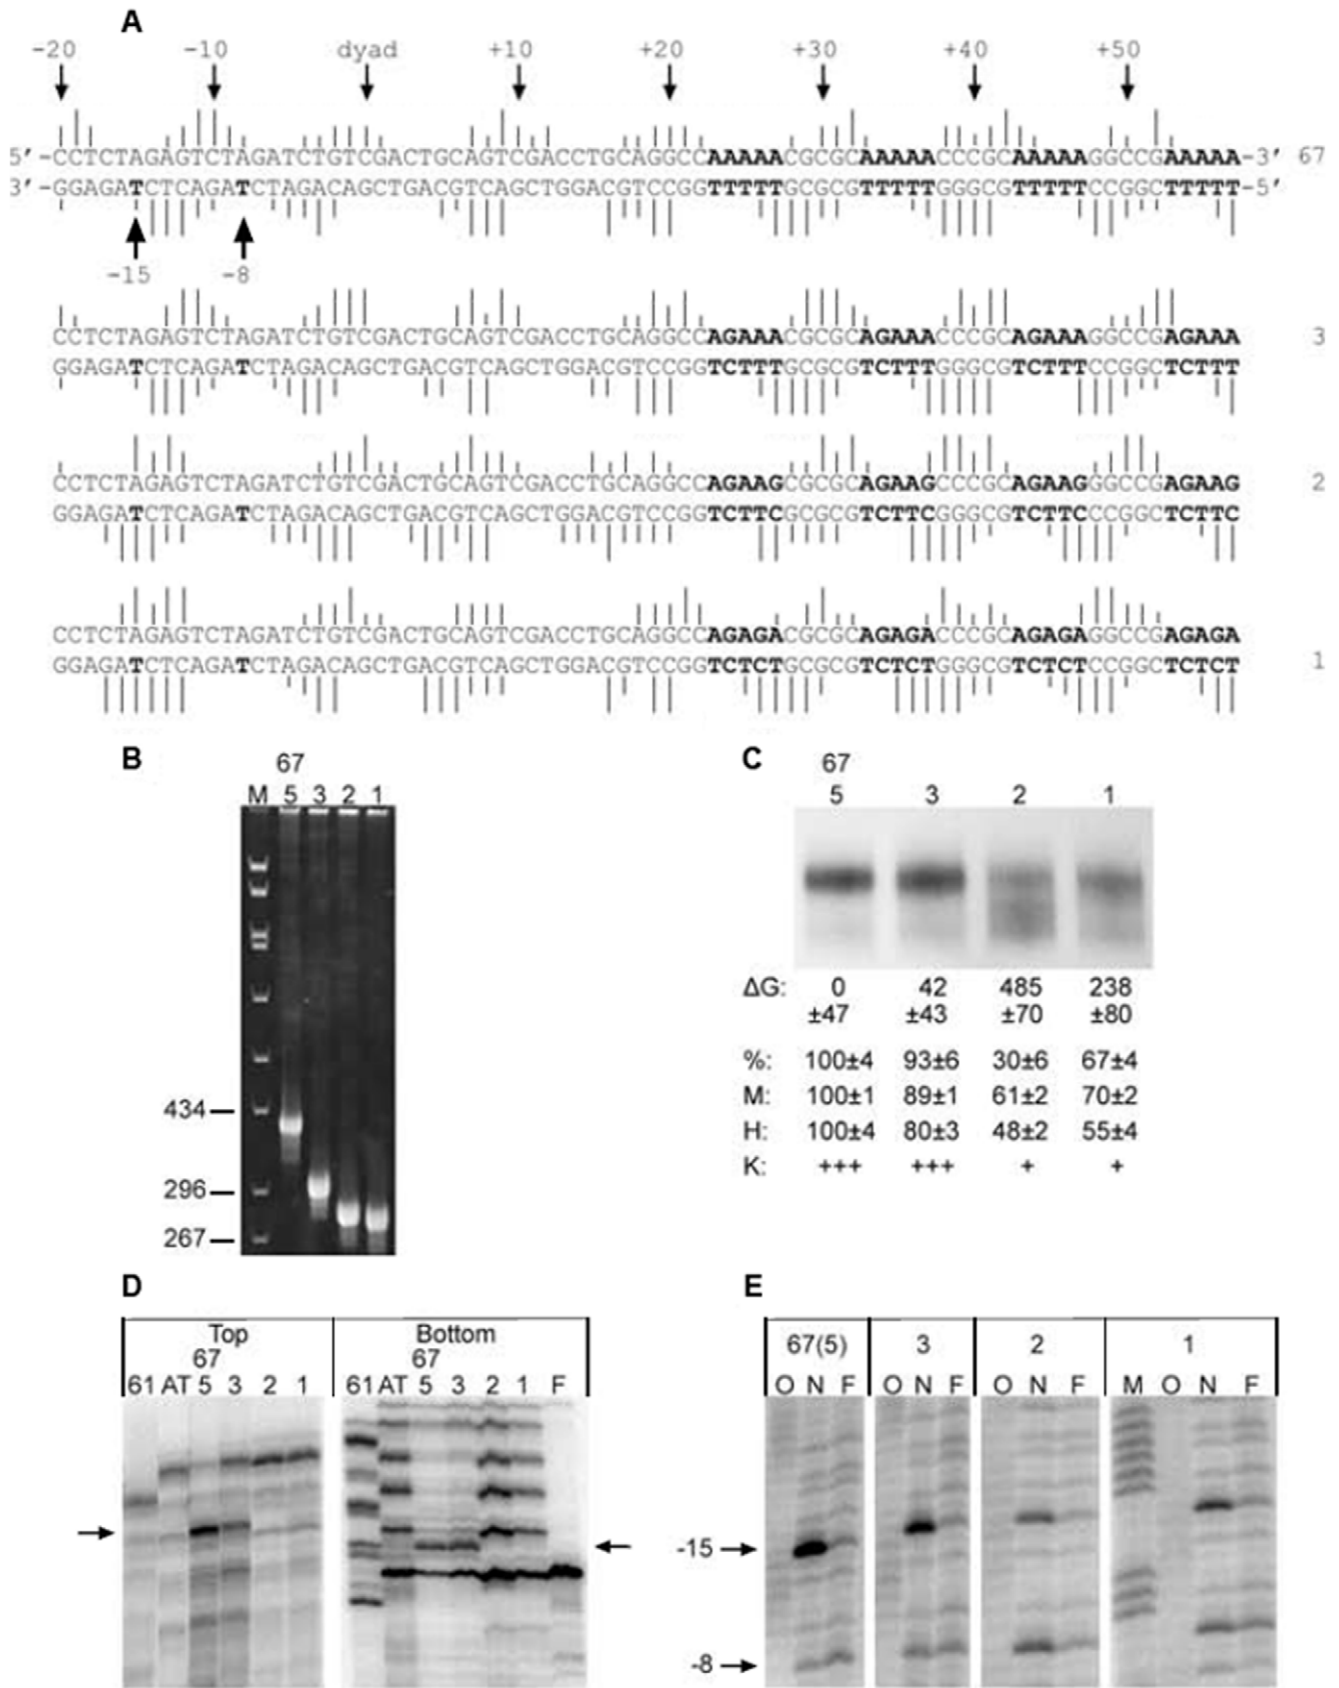 A
-20 -10 dyad +10 +20 +30 +40 +50
5'-CCTCTAGAGTCTAGATCTGTCGACTGCAGTCGACCTGCAGGCCAAAAACGCGCAAAAACCCGCAAAAAGGCCGAAAAA-3' 67
3'-GGAGATCTCAGATCTAGACAGCTGACGTCAGCTGGACGTCCGGTTTTTGCGCGTTTTTGGGCGTTTTTCCGGCTTTTT-5'
-15 -8
CCTCTAGAGTCTAGATCTGTCGACTGCAGTCGACCTGCAGGCCAGAAACGCGCAGAAACCCGCAGAAAGGCCGAGAAA 3
GGAGATCTCAGATCTAGACAGCTGACGTCAGCTGGACGTCCGGTCTTTGCGCGTCTTTGGGCGTCTTTCCGGCTCTTT
CCTCTAGAGTCTAGATCTGTCGACTGCAGTCGACCTGCAGGCCAGAAGCGCGCAGAAGCCCGCAGAAGGGCCGAGAAG 2
GGAGATCTCAGATCTAGACAGCTGACGTCAGCTGGACGTCCGGTCTTCGCGCGTCTTCGGGCGTCTTCCCGGCTCTTC
CCTCTAGAGTCTAGATCTGTCGACTGCAGTCGACCTGCAGGCCAGAGACGCGCAGAGACCCGCAGAGAGGCCGAGAGA
GGAGATCTCAGATCTAGACAGCTGACGTCAGCTGGACGTCCGGTCTCTGCGCGTCTCTGGGCGTCTCTCCGGCTCTCT 1
B
67
M 5 3 2 1
434
296
267
C
67
5 3 2 1
ΔG: 0 42 485 238
±47 ±43 ±70 ±80
%: 100±4 93±6 30±6 67±4
M: 100±1 89±1 61±2 70±2
H: 100±4 80±3 48±2 55±4
K: +++ +++ + +
D
Top Bottom
67 67
61 AT 5 3 2 1 61 AT 5 3 2 1 F
E
67(5) 3 2 1
O N F O N F O N F M O N F
-15
-8